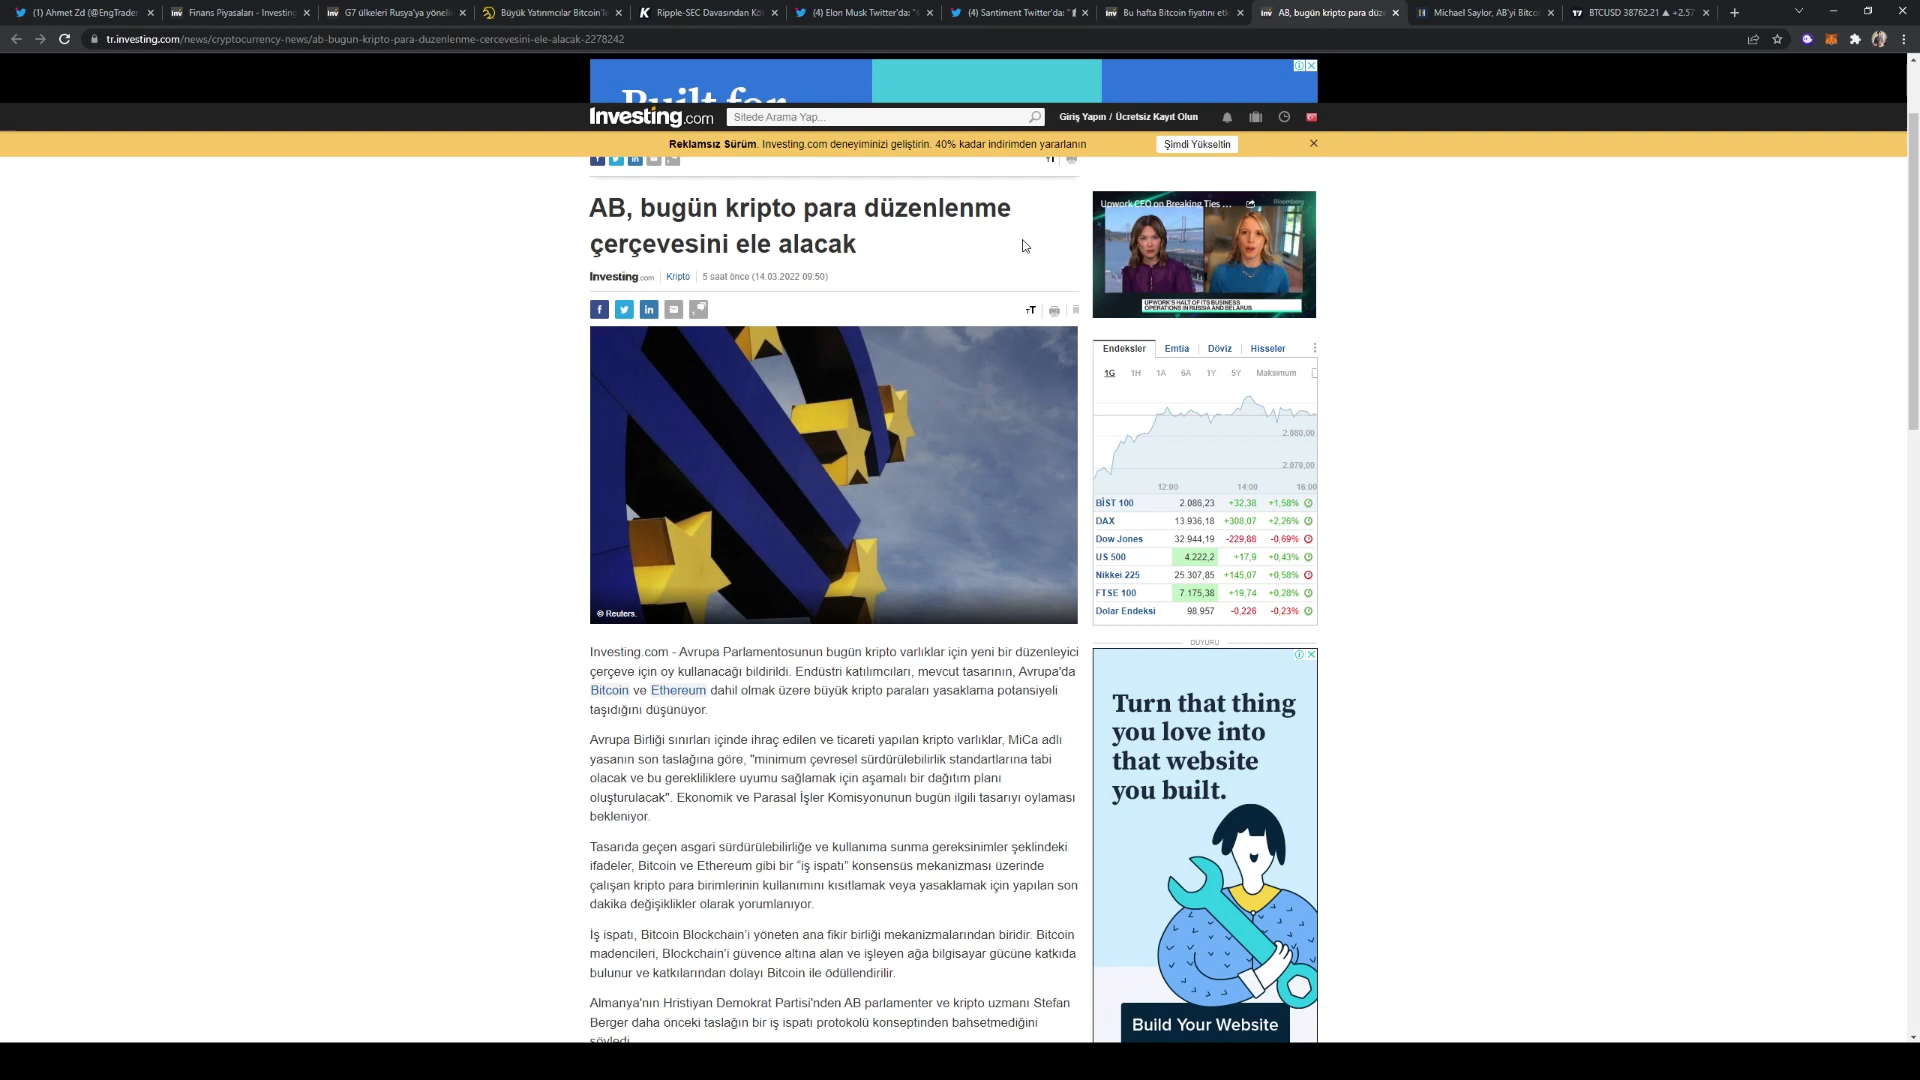 (1) Ahmet Zd (@EngTrader
Finans Piyasaları - Investing
G7 ülkeleri Rusya'ya yöneli
Büyük Yatırımcılar Bitcoin'k
Ripple-SEC Davasından Kö
(4) Elon Musk Twitter'da: "
(4) Santiment Twitter'da: "
Bu hafta Bitcoin fiyatını etk
AB, bugün kripto para düz
Michael Saylor, AB'yi Bitco
BTCUSD 38762.21 ▲ +2.57
tr.investing.com/news/cryptocurrency-news/ab-bugun-kripto-para-duzenlenme-cercevesini-ele-alacak-2278242
Built for
Investing.com
Sitede Arama Yap...
Giriş Yapın / Ücretsiz Kayıt Olun
Reklamsız Sürüm. Investing.com deneyiminizi geliştirin. 40% kadar indirimden yararlanın
Şimdi Yükseltin
AB, bugün kripto para düzenlenme
çerçevesini ele alacak
Investing.com | Kripto | 5 saat önce (14.03.2022 09:50)
© Reuters.
Investing.com - Avrupa Parlamentosunun bugün kripto varlıklar için yeni bir düzenleyici
çerçeve için oy kullanacağı bildirildi. Endüstri katılımcıları, mevcut tasarının, Avrupa'da
Bitcoin ve Ethereum dahil olmak üzere büyük kripto paraları yasaklama potansiyeli
taşıdığını düşünüyor.
Avrupa Birliği sınırları içinde ihraç edilen ve ticareti yapılan kripto varlıklar, MiCa adlı
yasanın son taslağına göre, "minimum çevresel sürdürülebilirlik standartlarına tabi
olacak ve bu gerekliliklere uyumu sağlamak için aşamalı bir dağıtım planı
oluşturulacak". Ekonomik ve Parasal İşler Komisyonunun bugün ilgili tasarıyı oylaması
bekleniyor.
Tasarıda geçen asgari sürdürülebilirliğe ve kullanıma sunma gereksinimler şeklindeki
ifadeler, Bitcoin ve Ethereum gibi bir “iş ispatı” konsensüs mekanizması üzerinde
çalışan kripto para birimlerinin kullanımını kısıtlamak veya yasaklamak için yapılan son
dakika değişiklikler olarak yorumlanıyor.
İş ispatı, Bitcoin Blockchain’i yöneten ana fikir birliği mekanizmalarından biridir. Bitcoin
madencileri, Blockchain’i güvence altına alan ve işleyen ağa bilgisayar gücüne katkıda
bulunur ve katkılarından dolayı Bitcoin ile ödüllendirilir.
Almanya'nın Hristiyan Demokrat Partisi'nden AB parlamenter ve kripto uzmanı Stefan
Berger daha önceki taslağın bir iş ispatı protokolü konseptinden bahsetmediğini
söyledi
Upwork CEO on Breaking Ties ...
Bloomberg
UPWORK'S HALT OF ITS BUSINESS
OPERATIONS IN RUSSIA AND BELARUS
Endeksler | Emtia | Döviz | Hisseler
1G 1H 1A 6A 1Y 5Y Maksimum
2.080,00
2.070,00
12:00 14:00 16:00
BİST 100 2.086,23 +32,38 +1,58%
DAX 13.936,18 +308,07 +2,26%
Dow Jones 32.944,19 -229,88 -0,69%
US 500 4.222,2 +17,9 +0,43%
Nikkei 225 25.307,85 +145,07 +0,58%
FTSE 100 7.175,38 +19,74 +0,28%
Dolar Endeksi 98,957 -0,226 -0,23%
DUYURU
Turn that thing
you love into
that website
you built.
Build Your Website